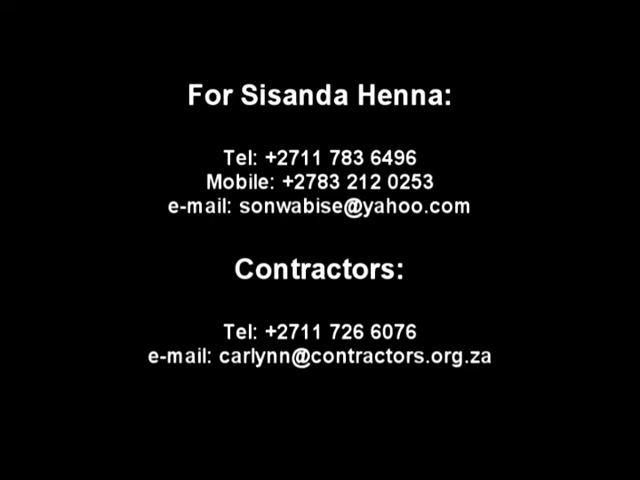 For Sisanda Henna:
Tel: +2711 783 6496
Mobile: +2783 212 0253
e-mail: sonwabise@yahoo.com
Contractors:
Tel: +2711 726 6076
e-mail: carlynn@contractors.org.za